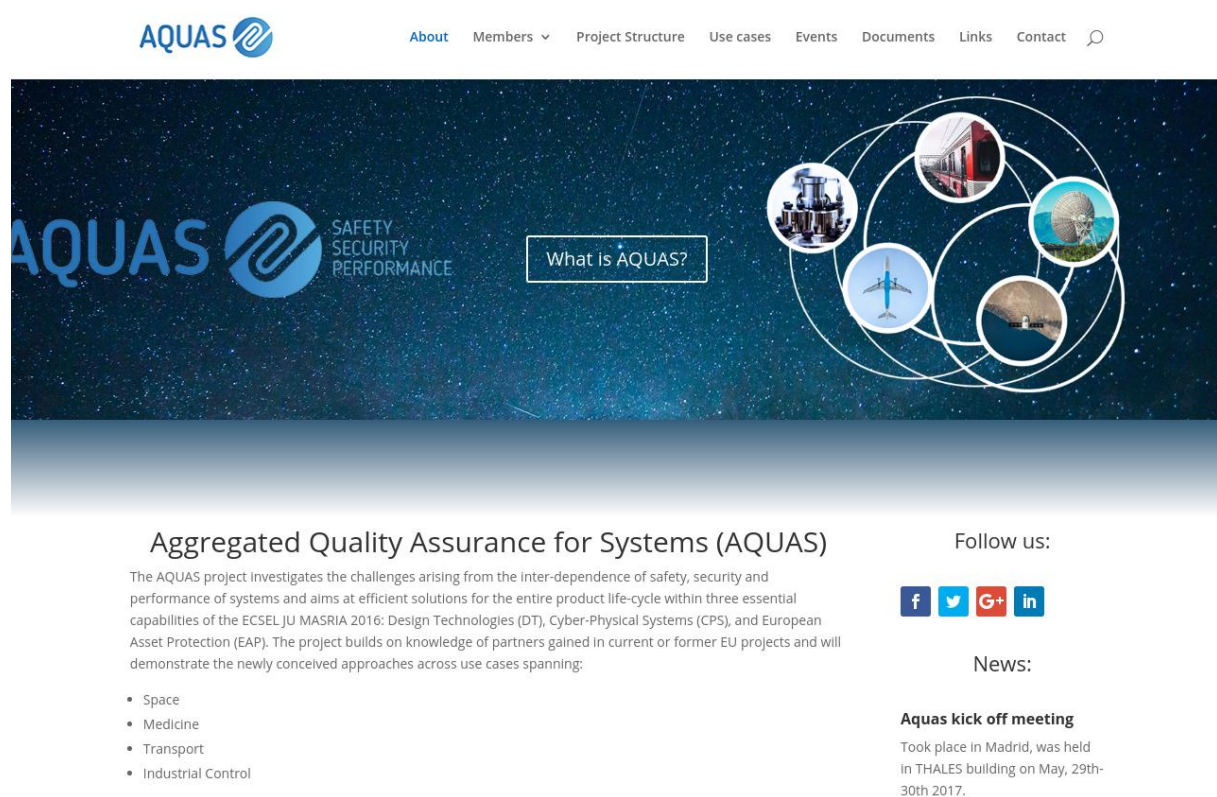 AQUAS
About Members Project Structure Use cases Events Documents Links Contact
AQUAS
SAFETY
SECURITY
PERFORMANCE
What is AQUAS?
Aggregated Quality Assurance for Systems (AQUAS)
The AQUAS project investigates the challenges arising from the inter-dependence of safety, security and
performance of systems and aims at efficient solutions for the entire product life-cycle within three essential
capabilities of the ECSEL JU MASRIA 2016: Design Technologies (DT), Cyber-Physical Systems (CPS), and European
Asset Protection (EAP). The project builds on knowledge of partners gained in current or former EU projects and will
demonstrate the newly conceived approaches across use cases spanning:
• Space
• Medicine
• Transport
• Industrial Control
Follow us:
f G+ in
News:
Aquas kick off meeting
Took place in Madrid, was held
in THALES building on May, 29th-
30th 2017.